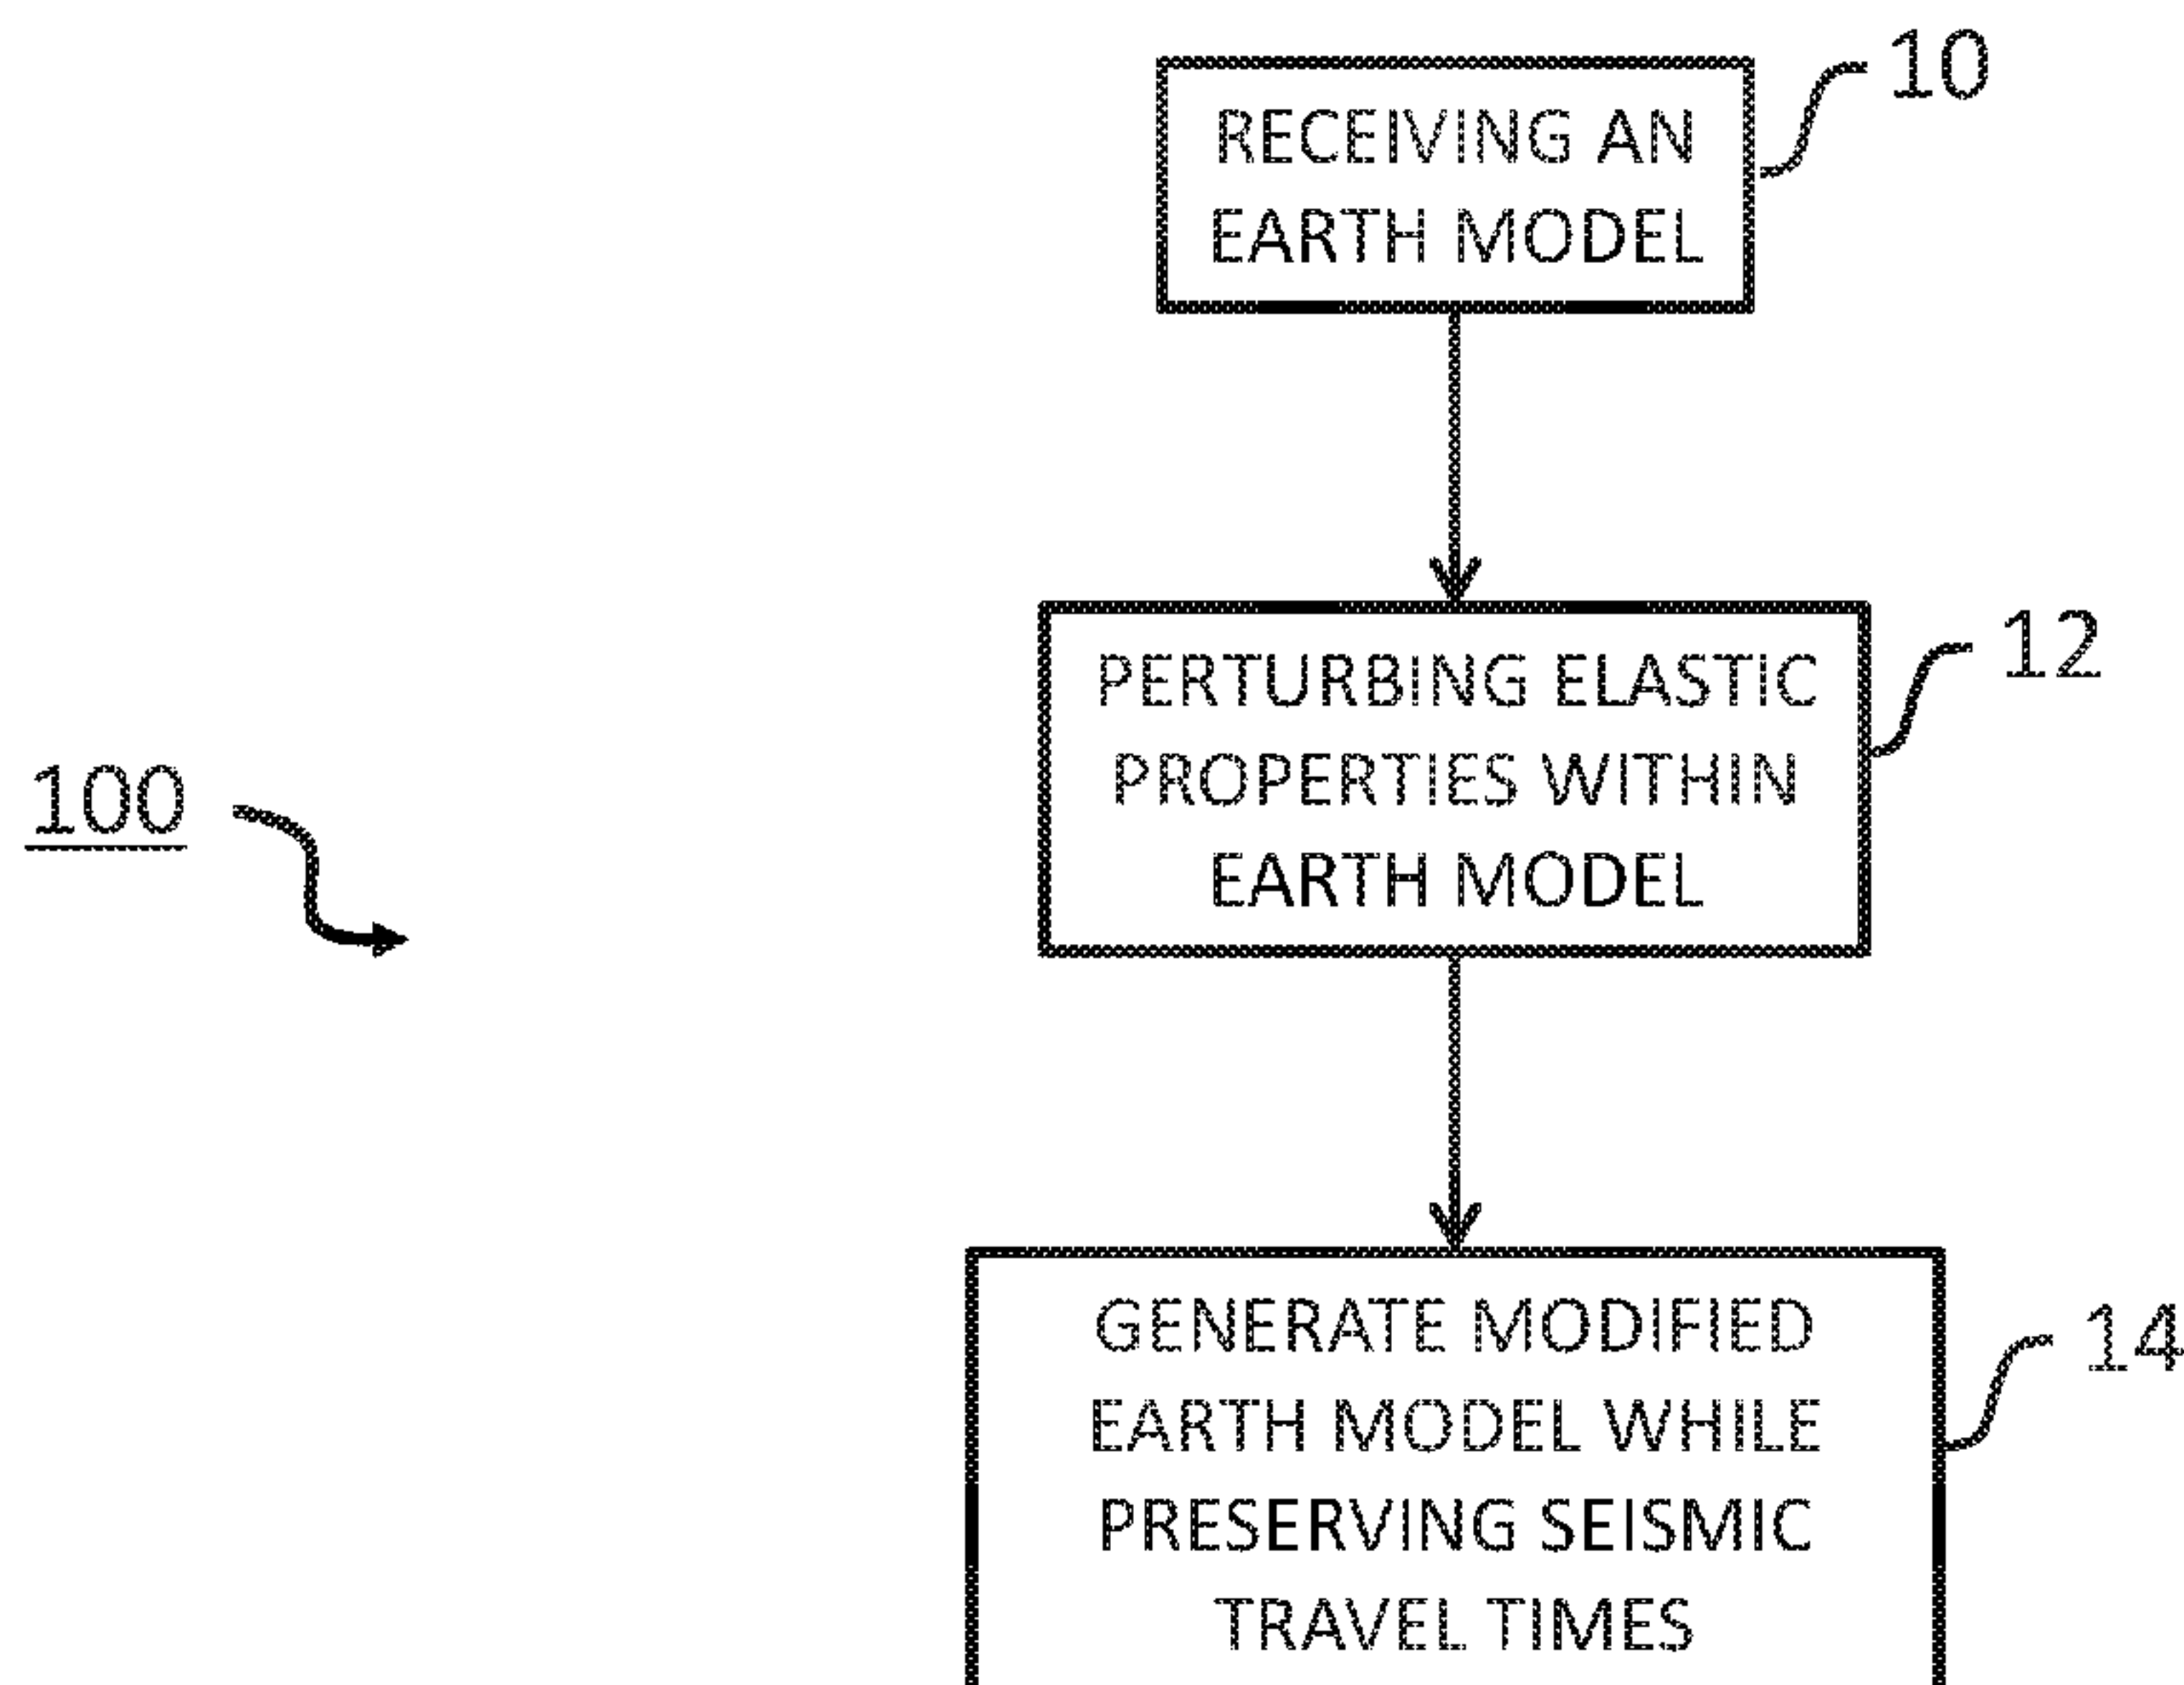 10
RECEIVING AN
EARTH MODEL
12
PERTURBING ELASTIC
PROPERTIES WITHIN
EARTH MODEL
100
14
GENERATE MODIFIED
EARTH MODEL WHILE
PRESERVING SEISMIC
TRAVEL TIMES